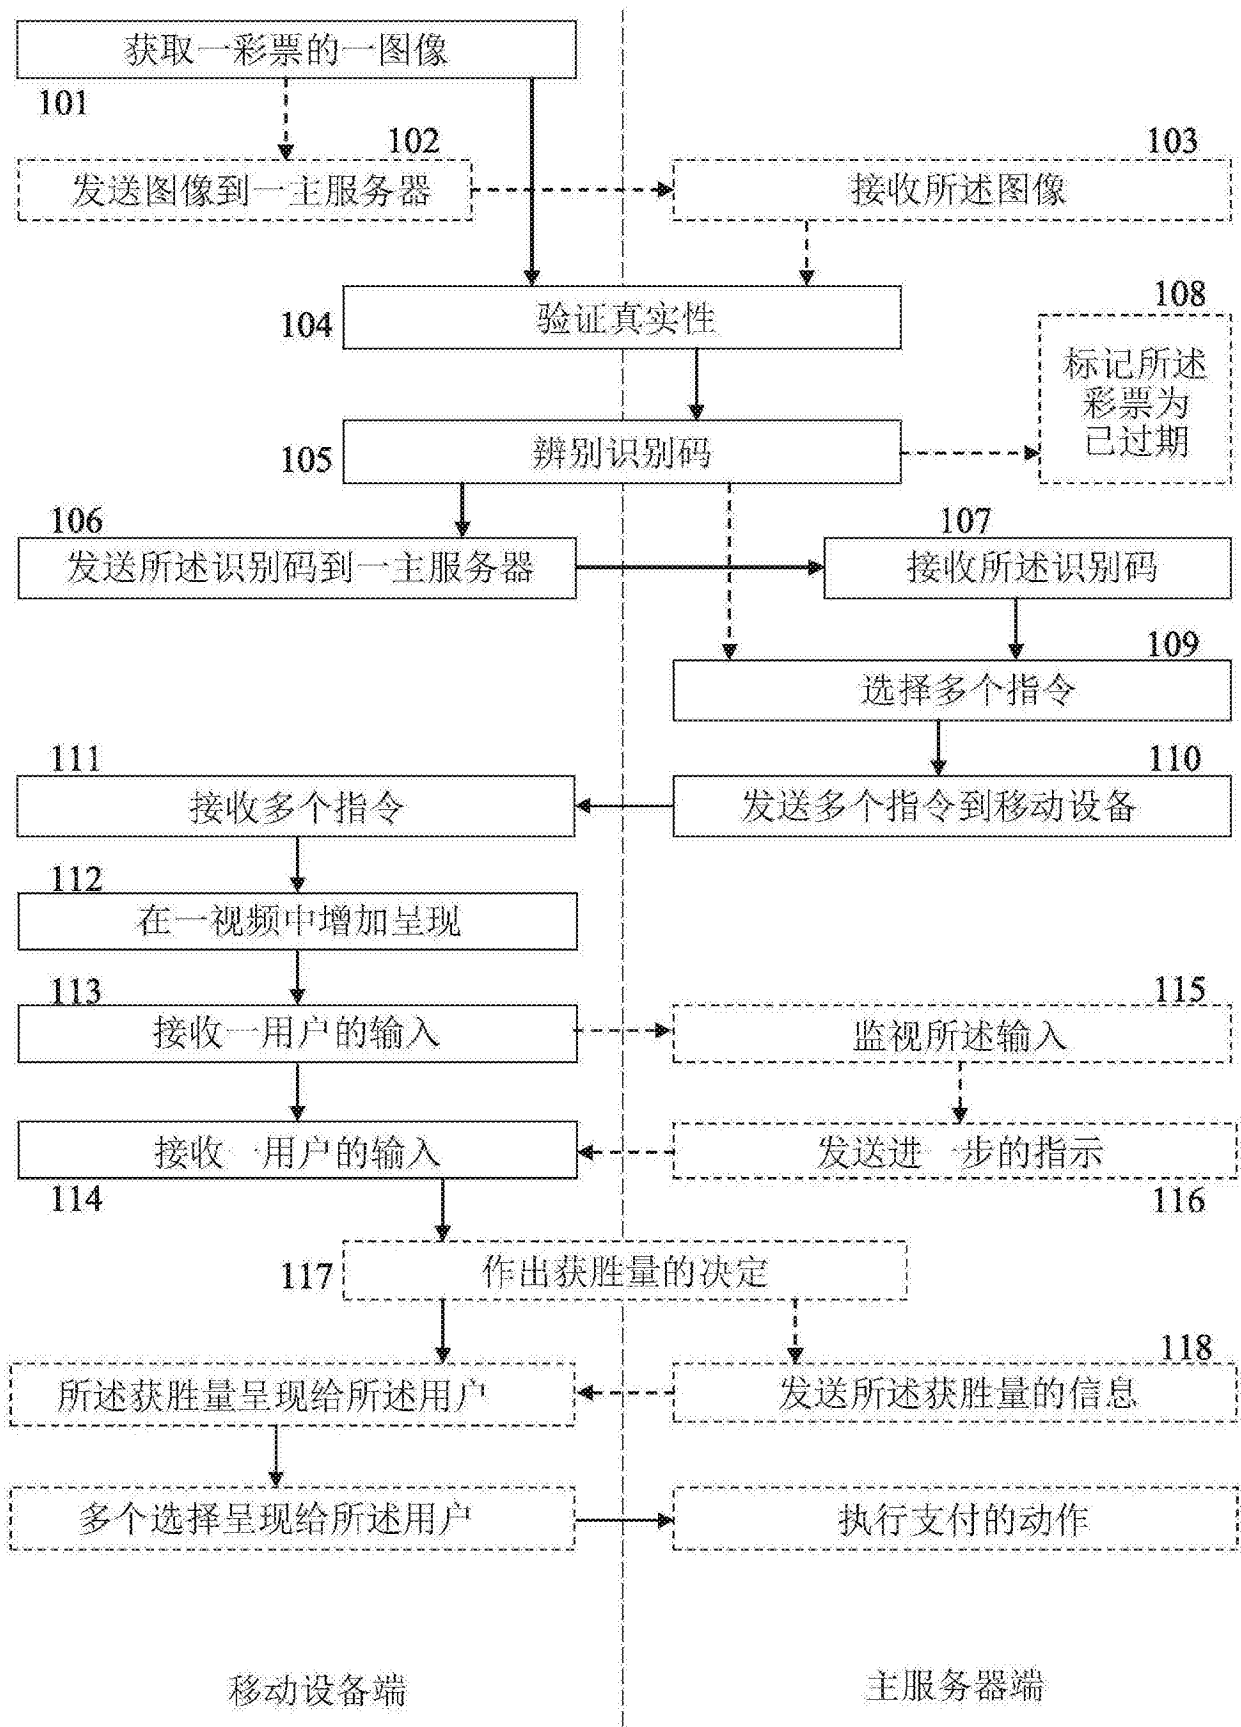 获取一彩票的一图像
101
102
103
发送图像到一主服务器
接收所述图像
104
验证真实性
108
标记所述
彩票为
已过期
105
辨别识别码
106
107
发送所述识别码到一主服务器
接收所述识别码
109
选择多个指令
111
110
接收多个指令
发送多个指令到移动设备
112
在一视频中增加呈现
113
115
接收一用户的输入
监视所述输入
接收一用户的输入
发送进一步的指示
114
116
117
作出获胜量的决定
118
所述获胜量呈现给所述用户
发送所述获胜量的信息
多个选择呈现给所述用户
执行支付的动作
移动设备端
主服务器端